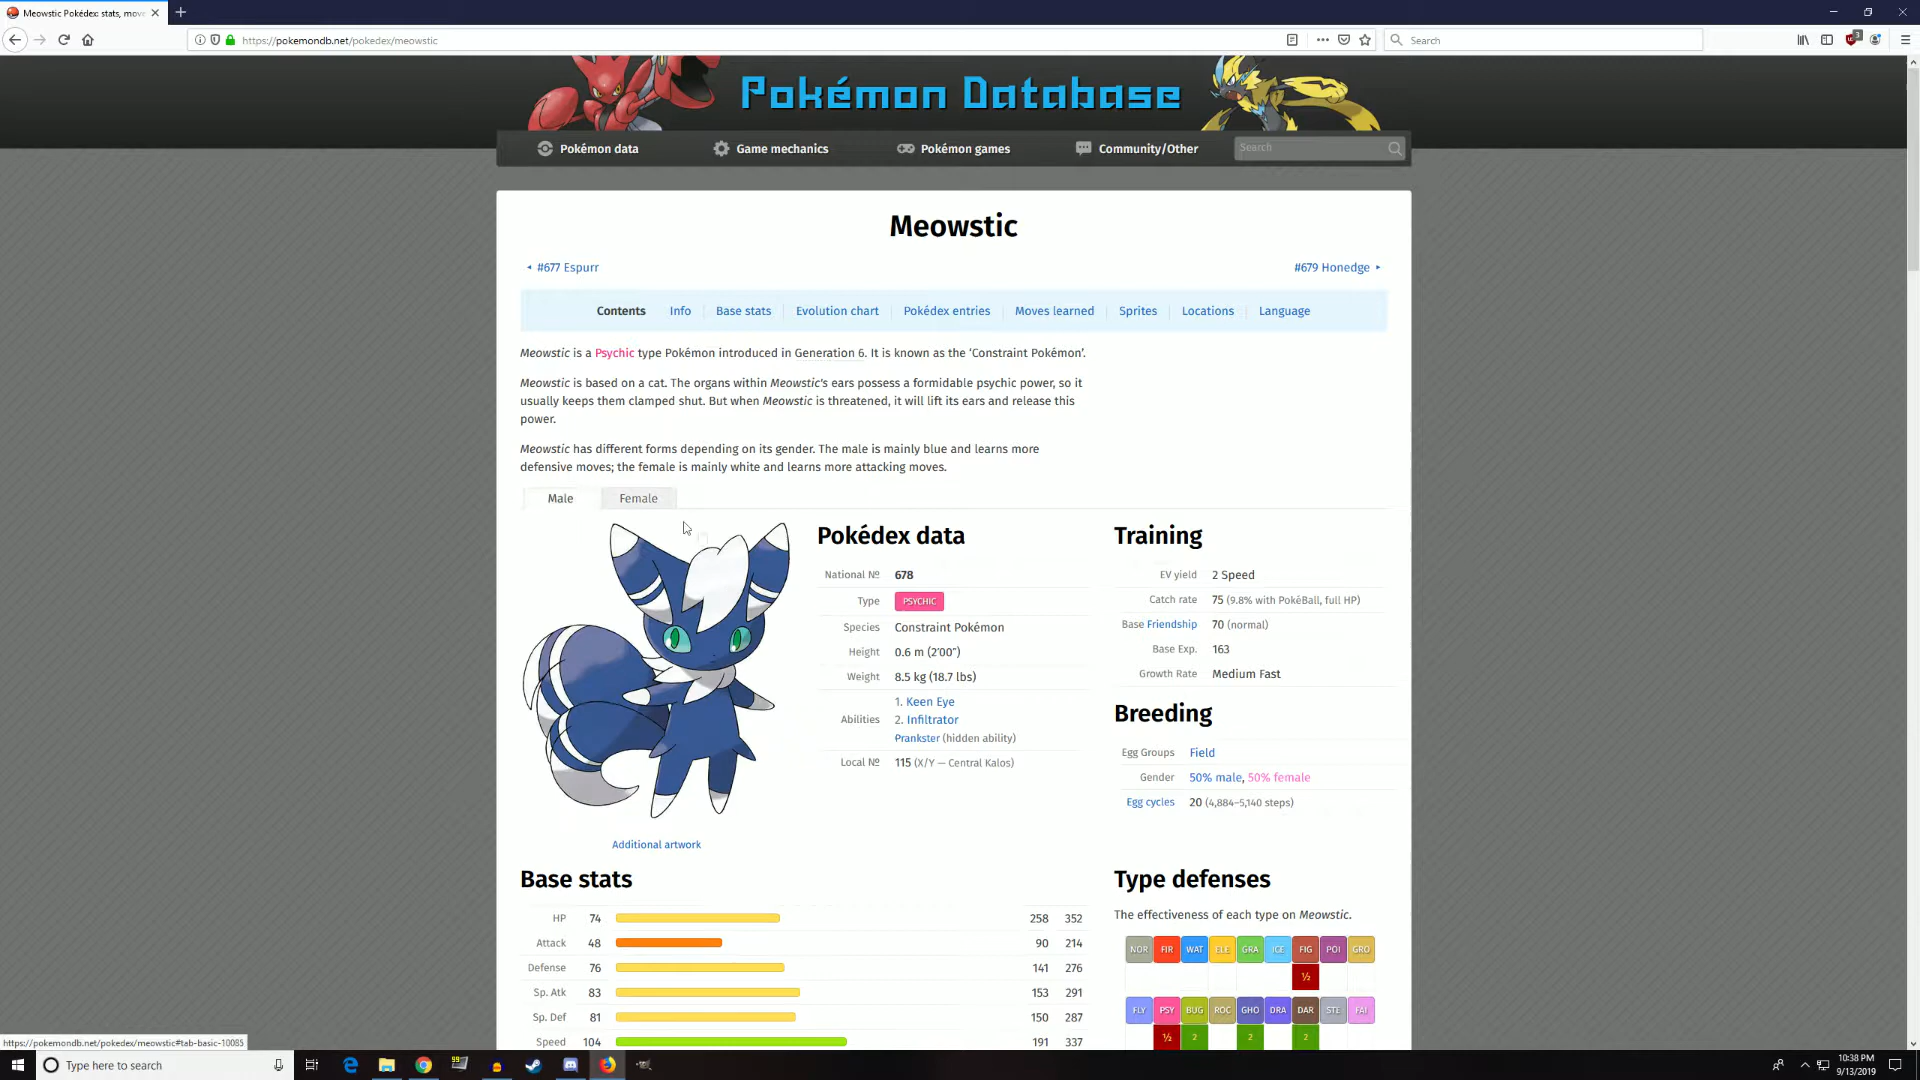 Meowstic Pokédex: stats, mov
https://pokemondb.net/pokedex/meowstic
Search
3
Pokémon Database
Pokémon data
Game mechanics
Pokémon games
Community/Other
Search
Meowstic
#677 Espurr
#679 Honedge
Contents
Info
Base stats
Evolution chart
Pokédex entries
Moves learned
Sprites
Locations
Language
Meowstic is a Psychic type Pokémon introduced in Generation 6. It is known as the ‘Constraint Pokémon’.
Meowstic is based on a cat. The organs within Meowstic's ears possess a formidable psychic power, so it
usually keeps them clamped shut. But when Meowstic is threatened, it will lift its ears and release this
power.
Meowstic has different forms depending on its gender. The male is mainly blue and learns more
defensive moves; the female is mainly white and learns more attacking moves.
Male
Female
Additional artwork
Pokédex data
National № 678
Type PSYCHIC
Species Constraint Pokémon
Height 0.6 m (2′00″)
Weight 8.5 kg (18.7 lbs)
Abilities
1. Keen Eye
2. Infiltrator
Prankster (hidden ability)
Local № 115 (X/Y — Central Kalos)
Training
EV yield 2 Speed
Catch rate 75 (9.8% with PokéBall, full HP)
Base Friendship 70 (normal)
Base Exp. 163
Growth Rate Medium Fast
Breeding
Egg Groups Field
Gender 50% male, 50% female
Egg cycles 20 (4,884–5,140 steps)
Base stats
HP 74 258 352
Attack 48 90 214
Defense 76 141 276
Sp. Atk 83 153 291
Sp. Def 81 150 287
Speed 104 191 337
Type defenses
The effectiveness of each type on Meowstic.
NOR FIR WAT ELE GRA ICE FIG POI GRO
½
FLY PSY BUG ROC GHO DRA DAR STE FAI
½ 2 2 2
https://pokemondb.net/pokedex/meowstic#tab-basic-10085
Type here to search
10:38 PM
9/13/2019